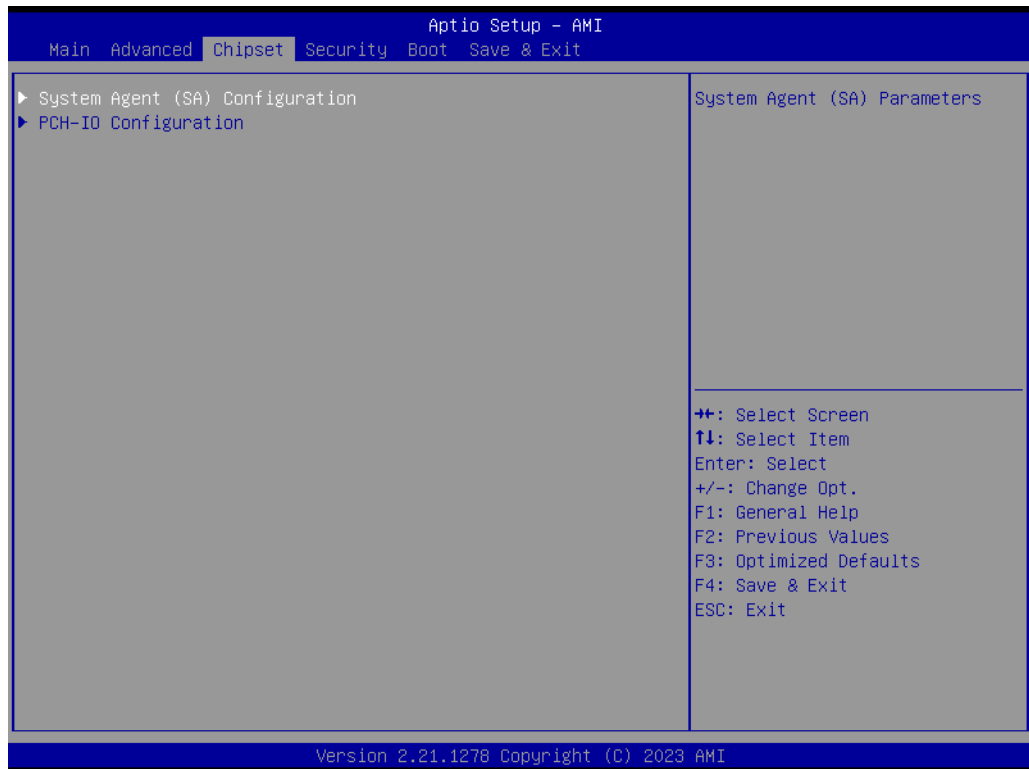 Aptio Setup – AMI
Main Advanced Chipset Security Boot Save & Exit
▶ System Agent (SA) Configuration
▶ PCH-IO Configuration
System Agent (SA) Parameters
→←: Select Screen
↑↓: Select Item
Enter: Select
+/-: Change Opt.
F1: General Help
F2: Previous Values
F3: Optimized Defaults
F4: Save & Exit
ESC: Exit
Version 2.21.1278 Copyright (C) 2023 AMI